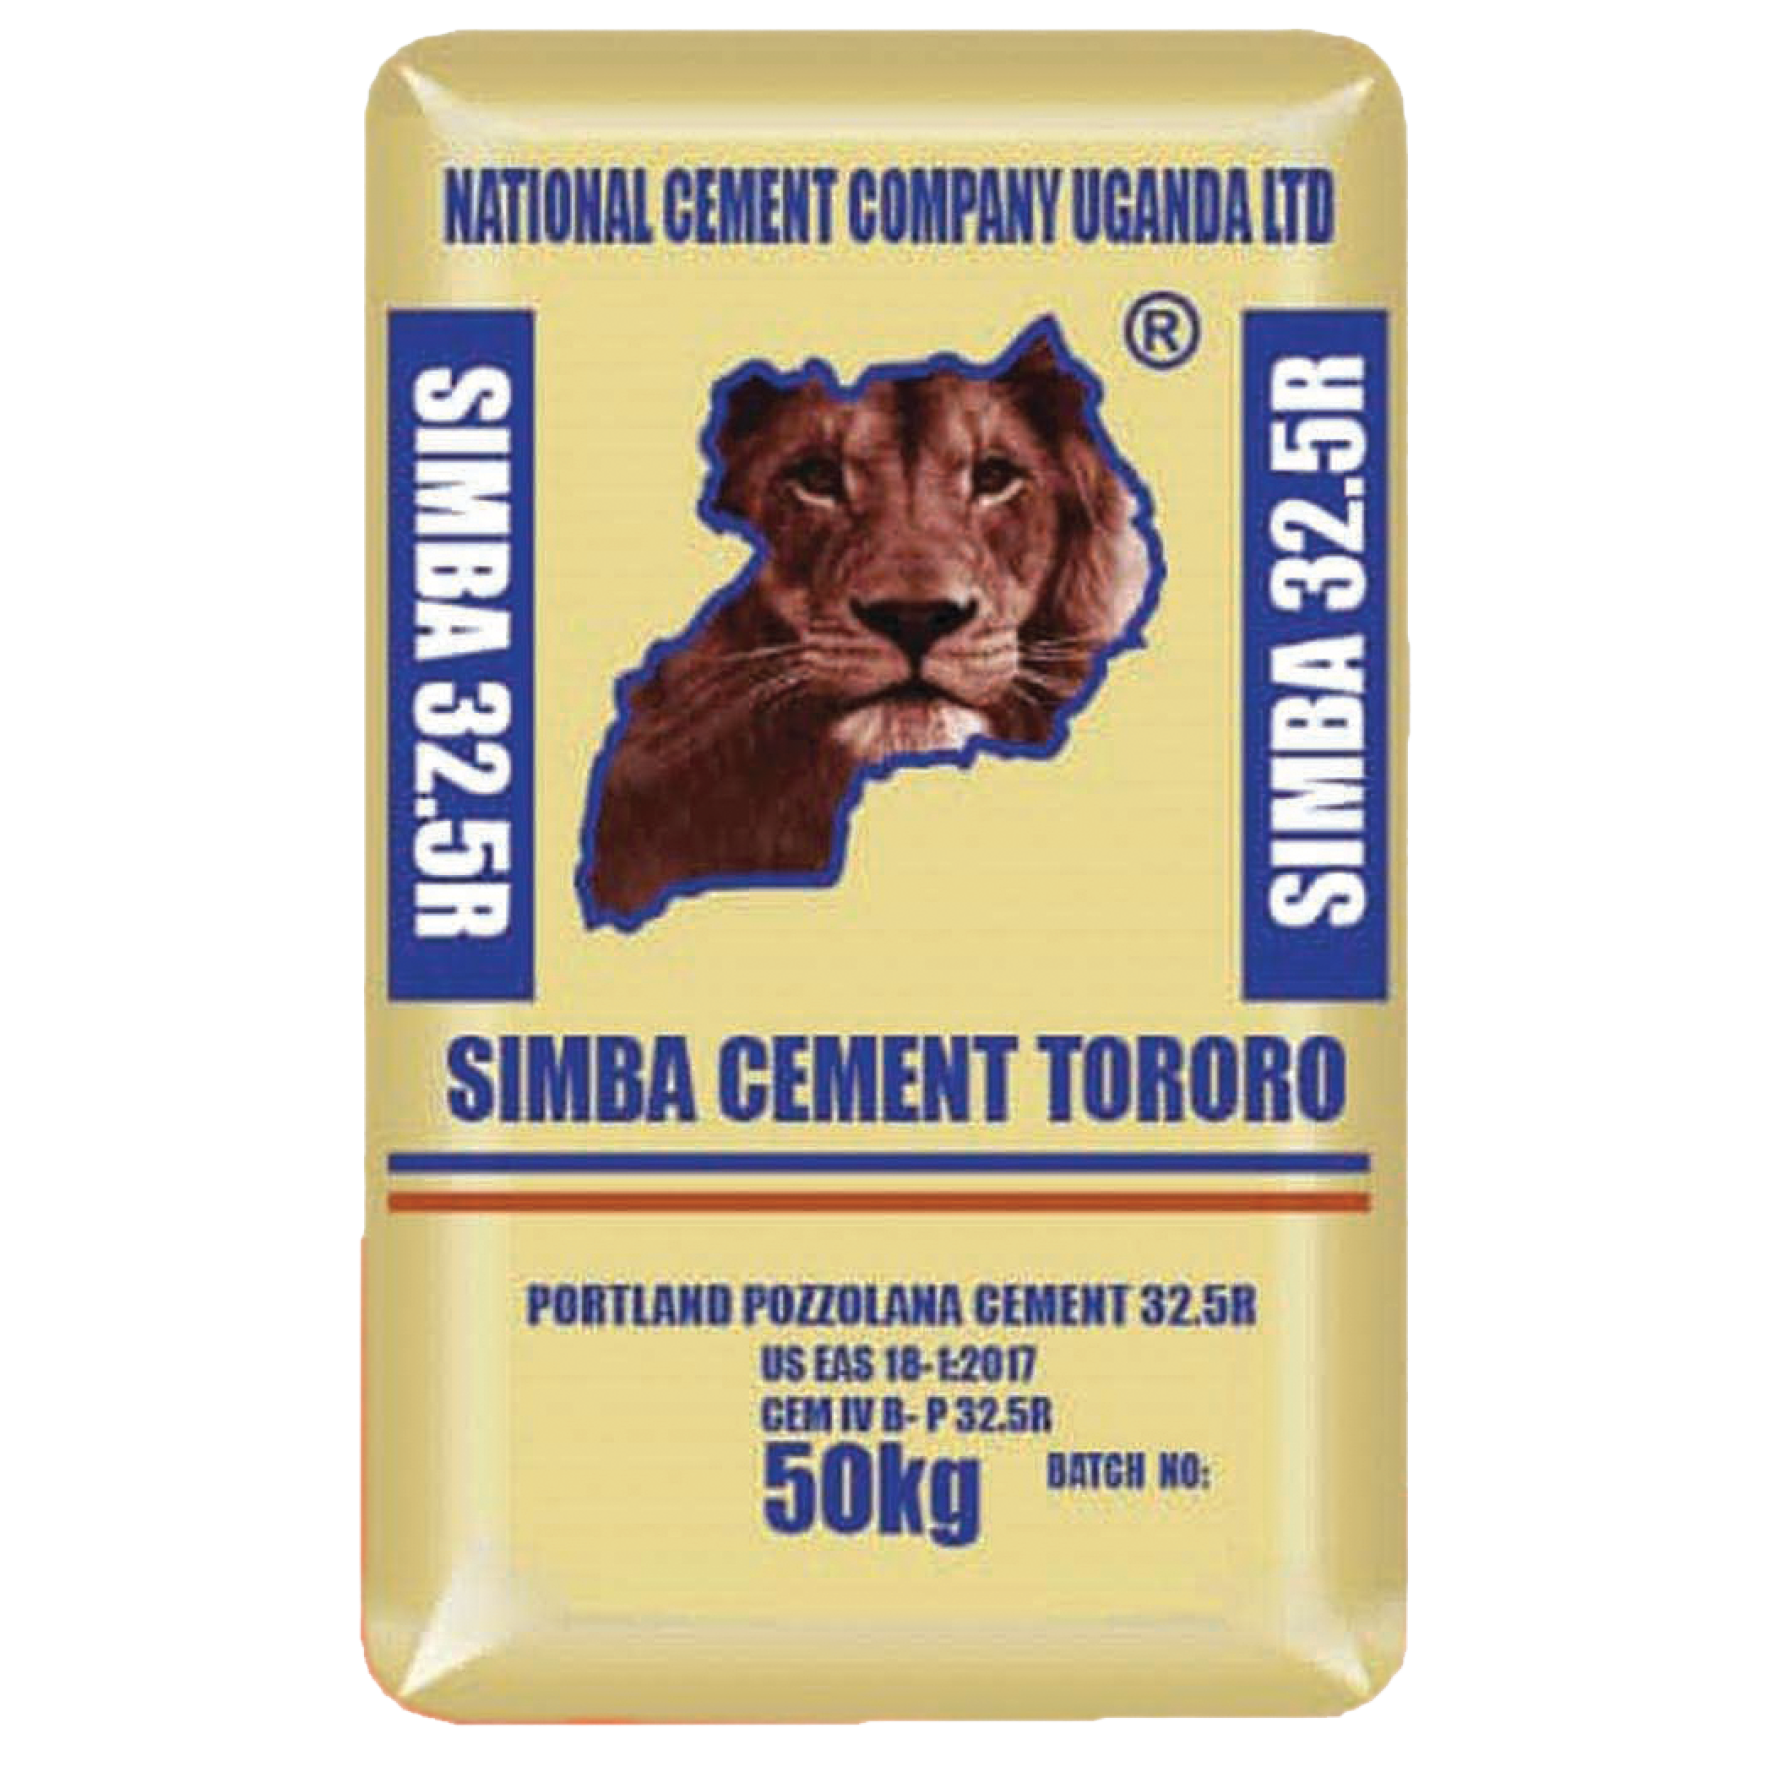 NATIONAL CEMENT COMPANY UGANDA LTD
®
SIMBA 32.5R
SIMBA 32.5R
SIMBA CEMENT TORORO
PORTLAND POZZOLANA CEMENT 32.5R
US EAS 18-1:2017
CEM IV B- P 32.5R
50kg BATCH NO: